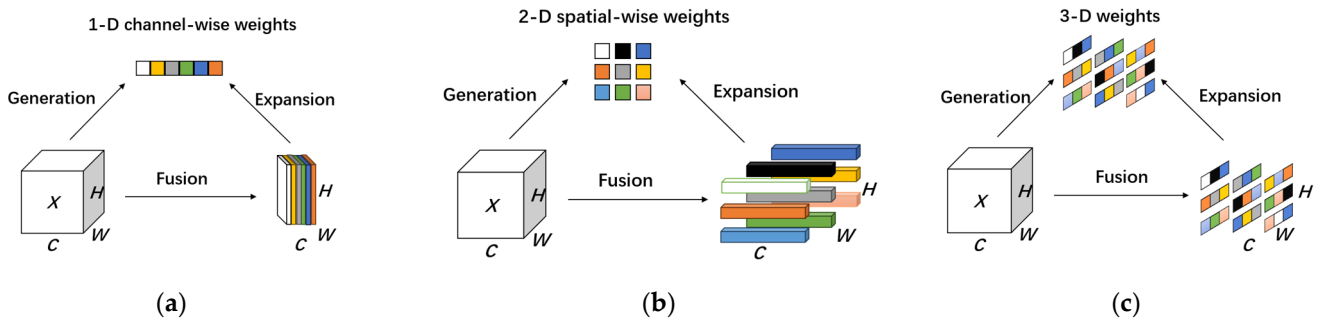 1-D channel-wise weights
Generation
Expansion
X
H
Fusion
H
C
W
W
(a)
2-D spatial-wise weights
Generation
Expansion
X
H
Fusion
H
C
W
C
W
(b)
3-D weights
Generation
Expansion
X
H
Fusion
H
C
W
C
W
(c)